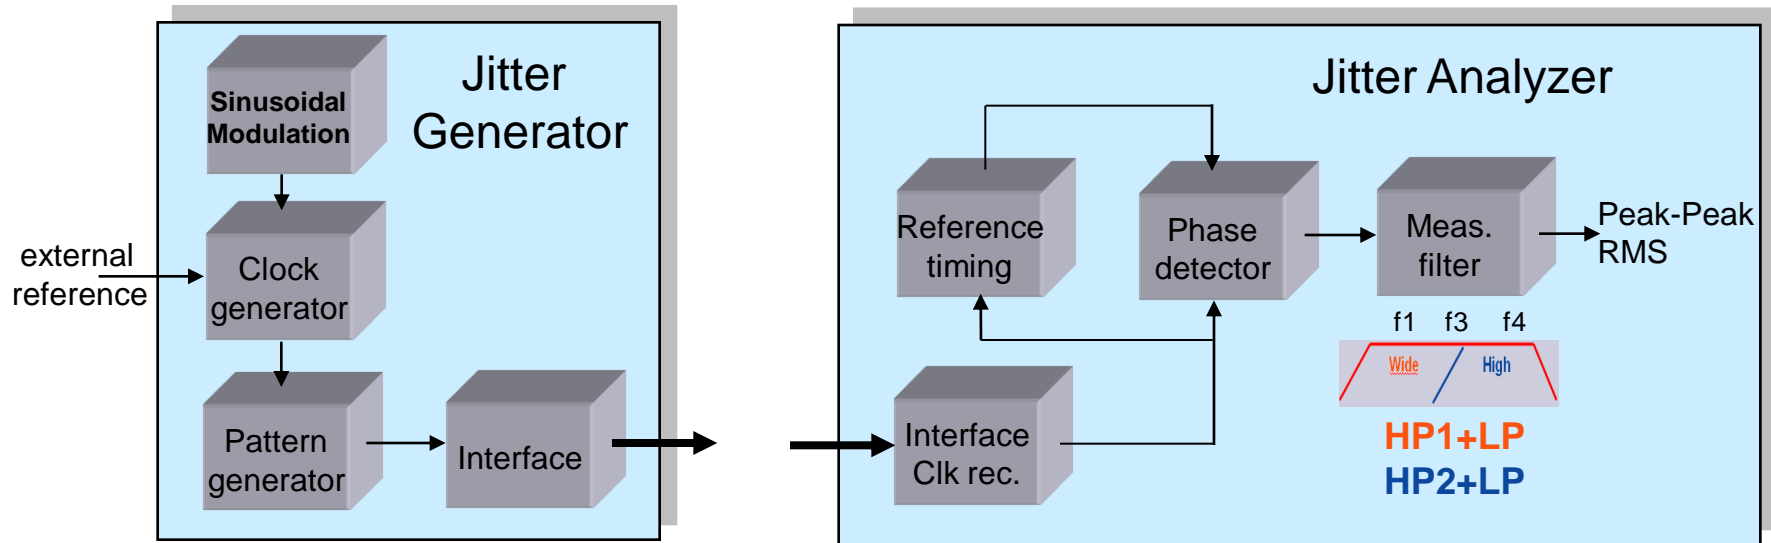 Jitter
Generator
Sinusoidal
Modulation
external
reference
Clock
generator
Pattern
generator
Interface
Jitter Analyzer
Reference
timing
Phase
detector
Meas.
filter
Peak-Peak
RMS
f1 f3 f4
Wide High
HP1+LP
HP2+LP
Interface
Clk rec.